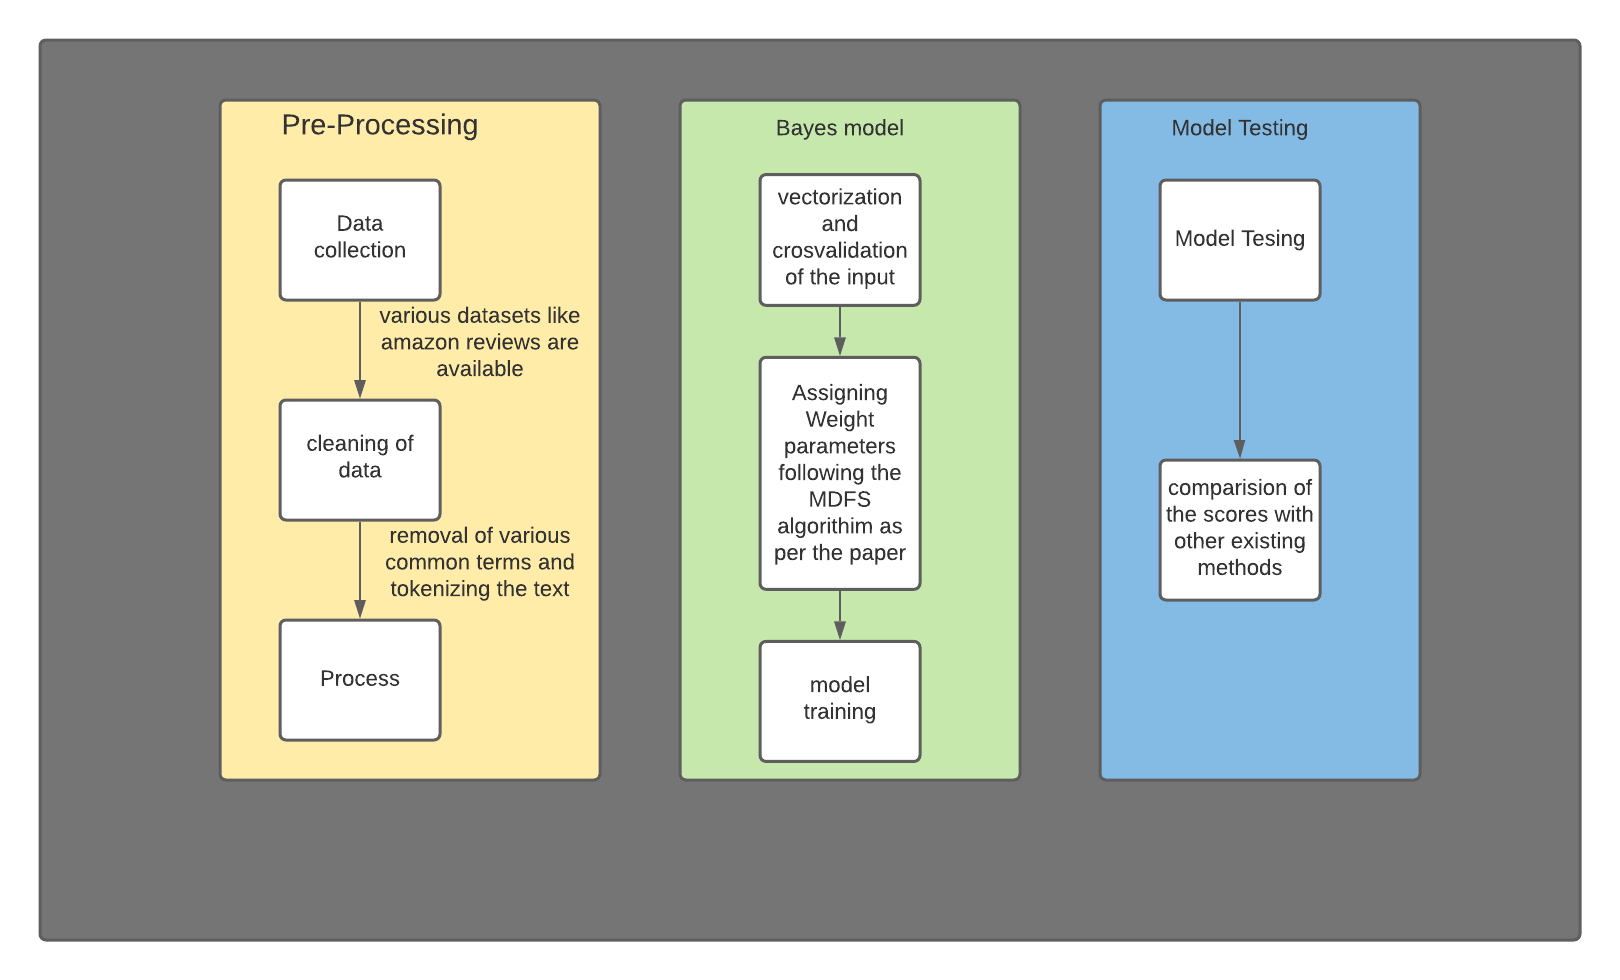 Pre-Processing
Data
collection
various datasets like
amazon reviews are
available
cleaning of
data
removal of various
common terms and
tokenizing the text
Process
Bayes model
vectorization
and
crosvalidation
of the input
Assigning
Weight
parameters
following the
MDFS
algorithim as
per the paper
model
training
Model Testing
Model Tesing
comparision of
the scores with
other existing
methods